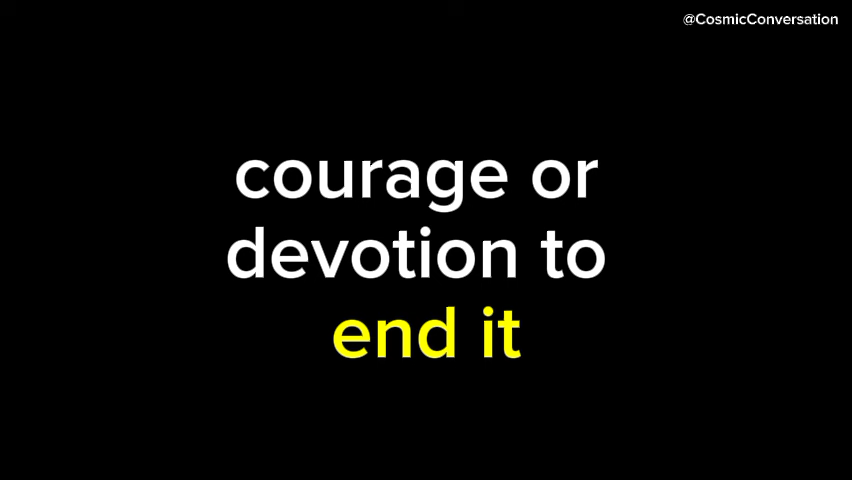 @CosmicConversation
courage or
devotion to
end it